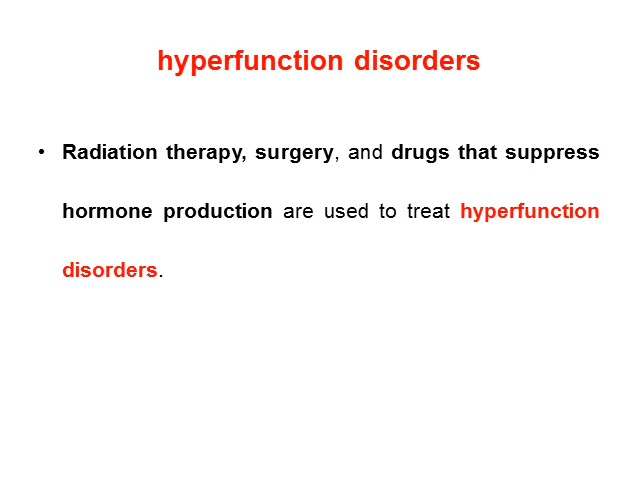 hyperfunction disorders
• Radiation therapy, surgery, and drugs that suppress
hormone production are used to treat hyperfunction
disorders.